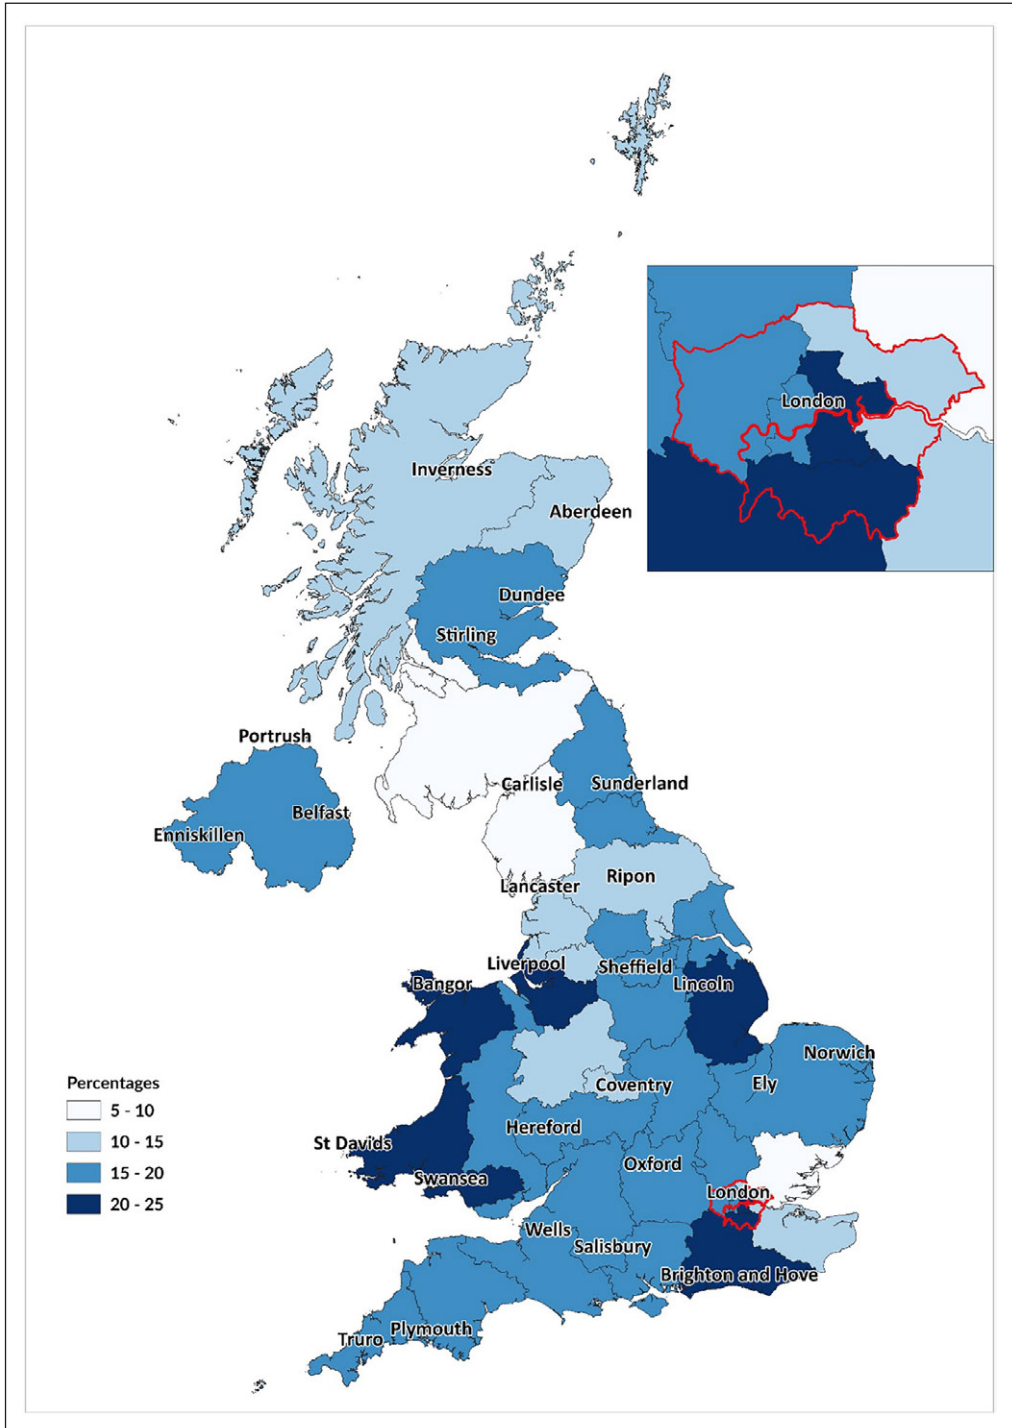 London
Inverness
Aberdeen
Dundee
Stirling
Portrush
Carlisle
Sunderland
Belfast
Enniskillen
Ripon
Lancaster
Liverpool
Sheffield
Bangor
Lincoln
Norwich
Percentages
5 - 10
10 - 15
15 - 20
20 - 25
Coventry
Ely
Hereford
St Davids
Oxford
Swansea
London
Wells
Salisbury
Brighton and Hove
Truro
Plymouth